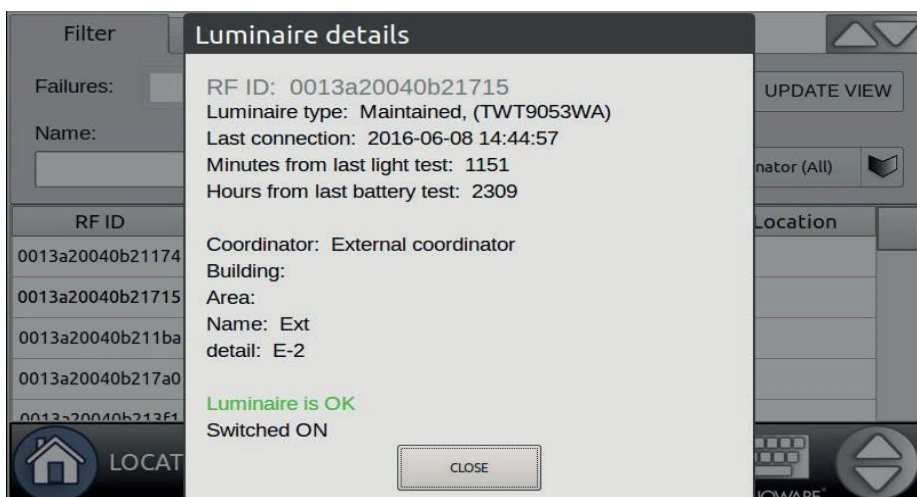 Filter
Luminaire details
Failures:
UPDATE VIEW
Name:
nator (All)
RF ID: 0013a20040b21715
Luminaire type: Maintained, (TWT9053WA)
Last connection: 2016-06-08 14:44:57
Minutes from last light test: 1151
Hours from last battery test: 2309
Coordinator: External coordinator
Building:
Area:
Name: Ext
detail: E-2
Luminaire is OK
Switched ON
CLOSE
RF ID
Location
0013a20040b21174
0013a20040b21715
0013a20040b211ba
0013a20040b217a0
0013a20040b213f1
LOCAT